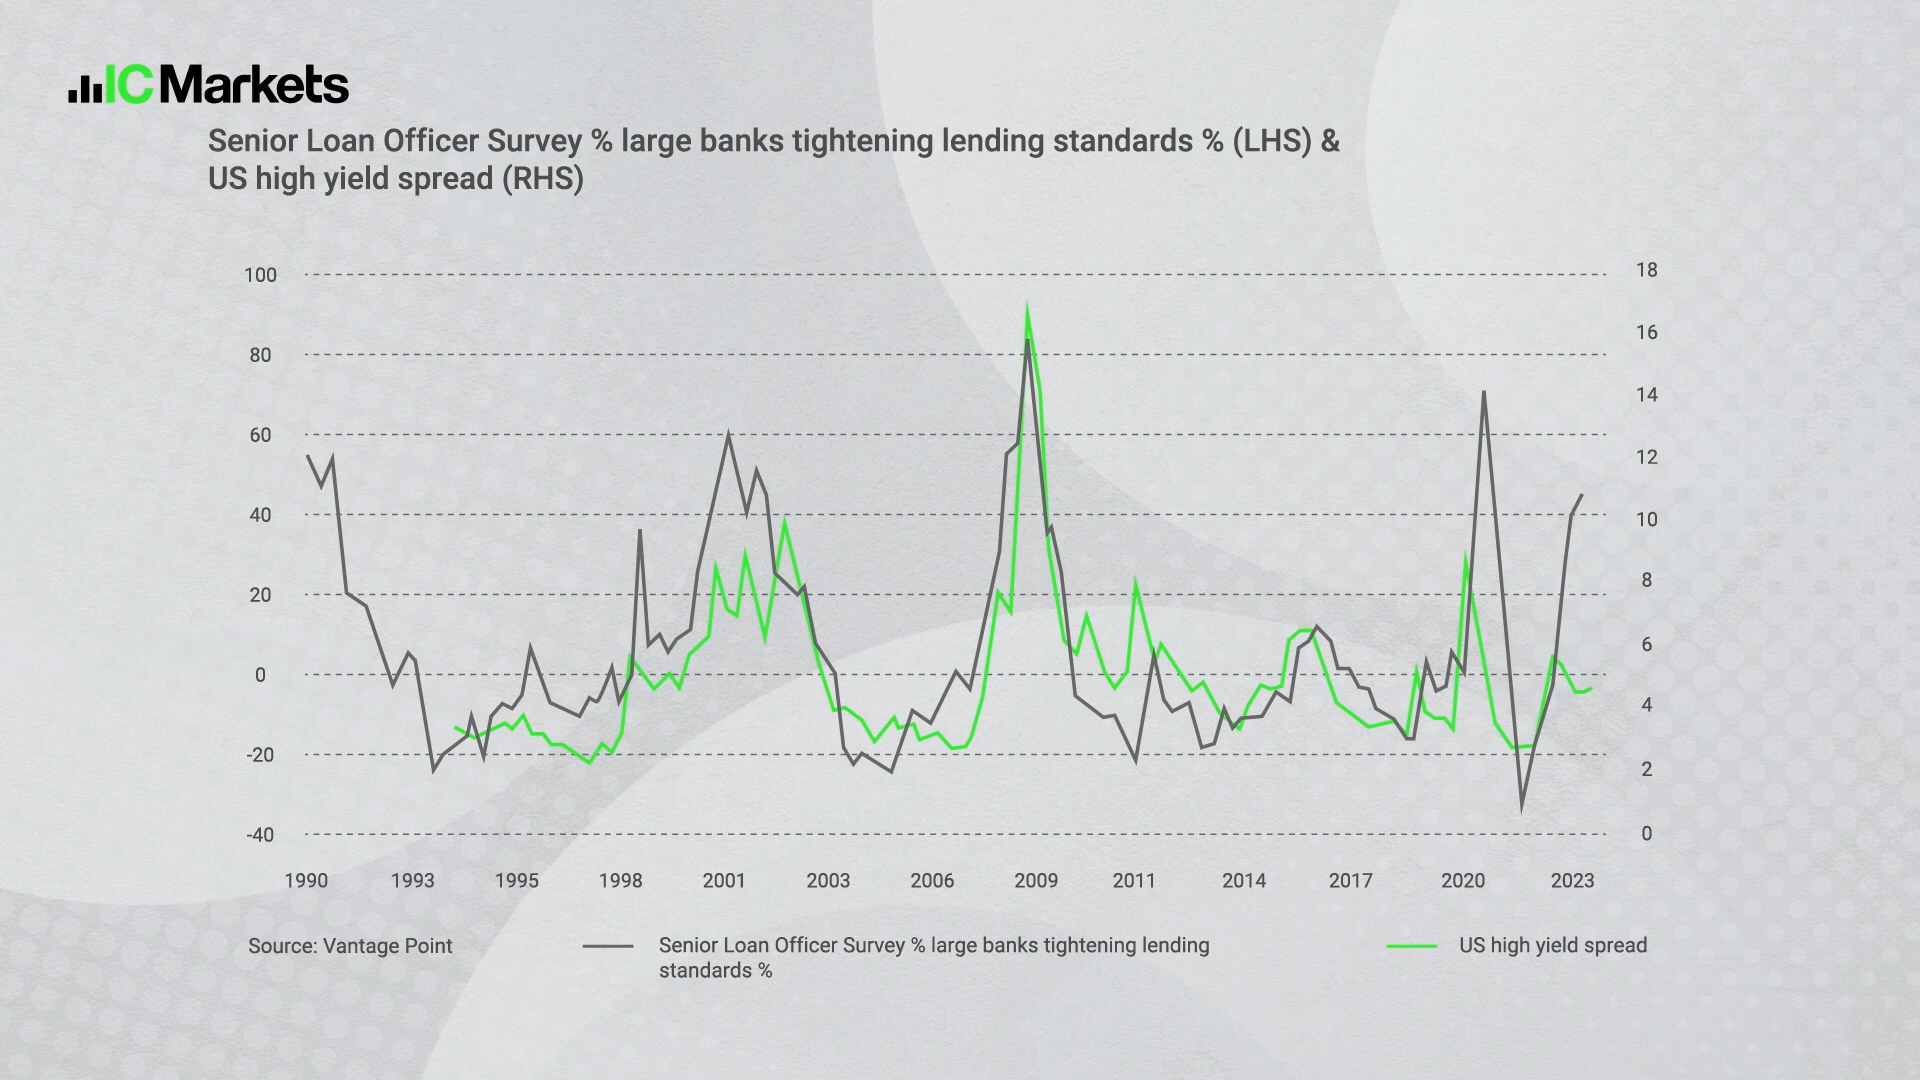 IC Markets
Senior Loan Officer Survey % large banks tightening lending standards % (LHS) &
US high yield spread (RHS)
100
80
60
40
20
0
-20
-40
18
16
14
12
10
8
6
4
2
0
1990 1993 1995 1998 2001 2003 2006 2009 2011 2014 2017 2020 2023
Source: Vantage Point
Senior Loan Officer Survey % large banks tightening lending
standards %
US high yield spread